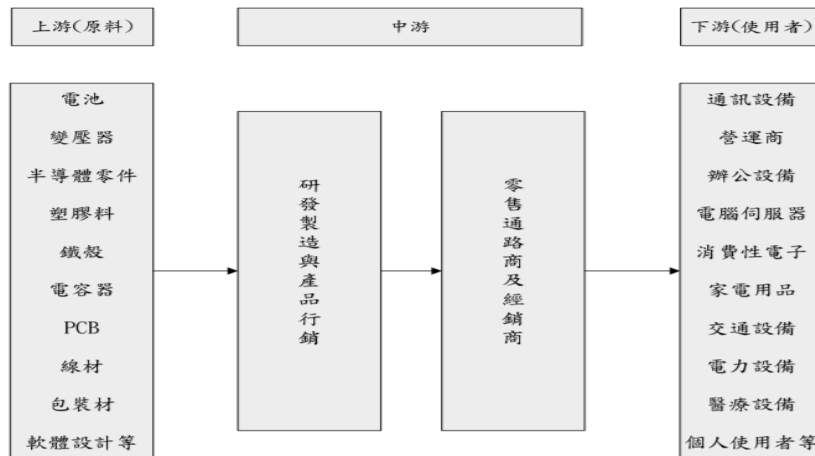 上游(原料)
中游
下游(使用者)
電池
變壓器
半導體零件
塑膠料
鐵殼
電容器
PCB
線材
包裝材
軟體設計等
研發製造與產品行銷
零售通路商及經銷商
通訊設備
營運商
辦公設備
電腦伺服器
消費性電子
家電用品
交通設備
電力設備
醫療設備
個人使用者等